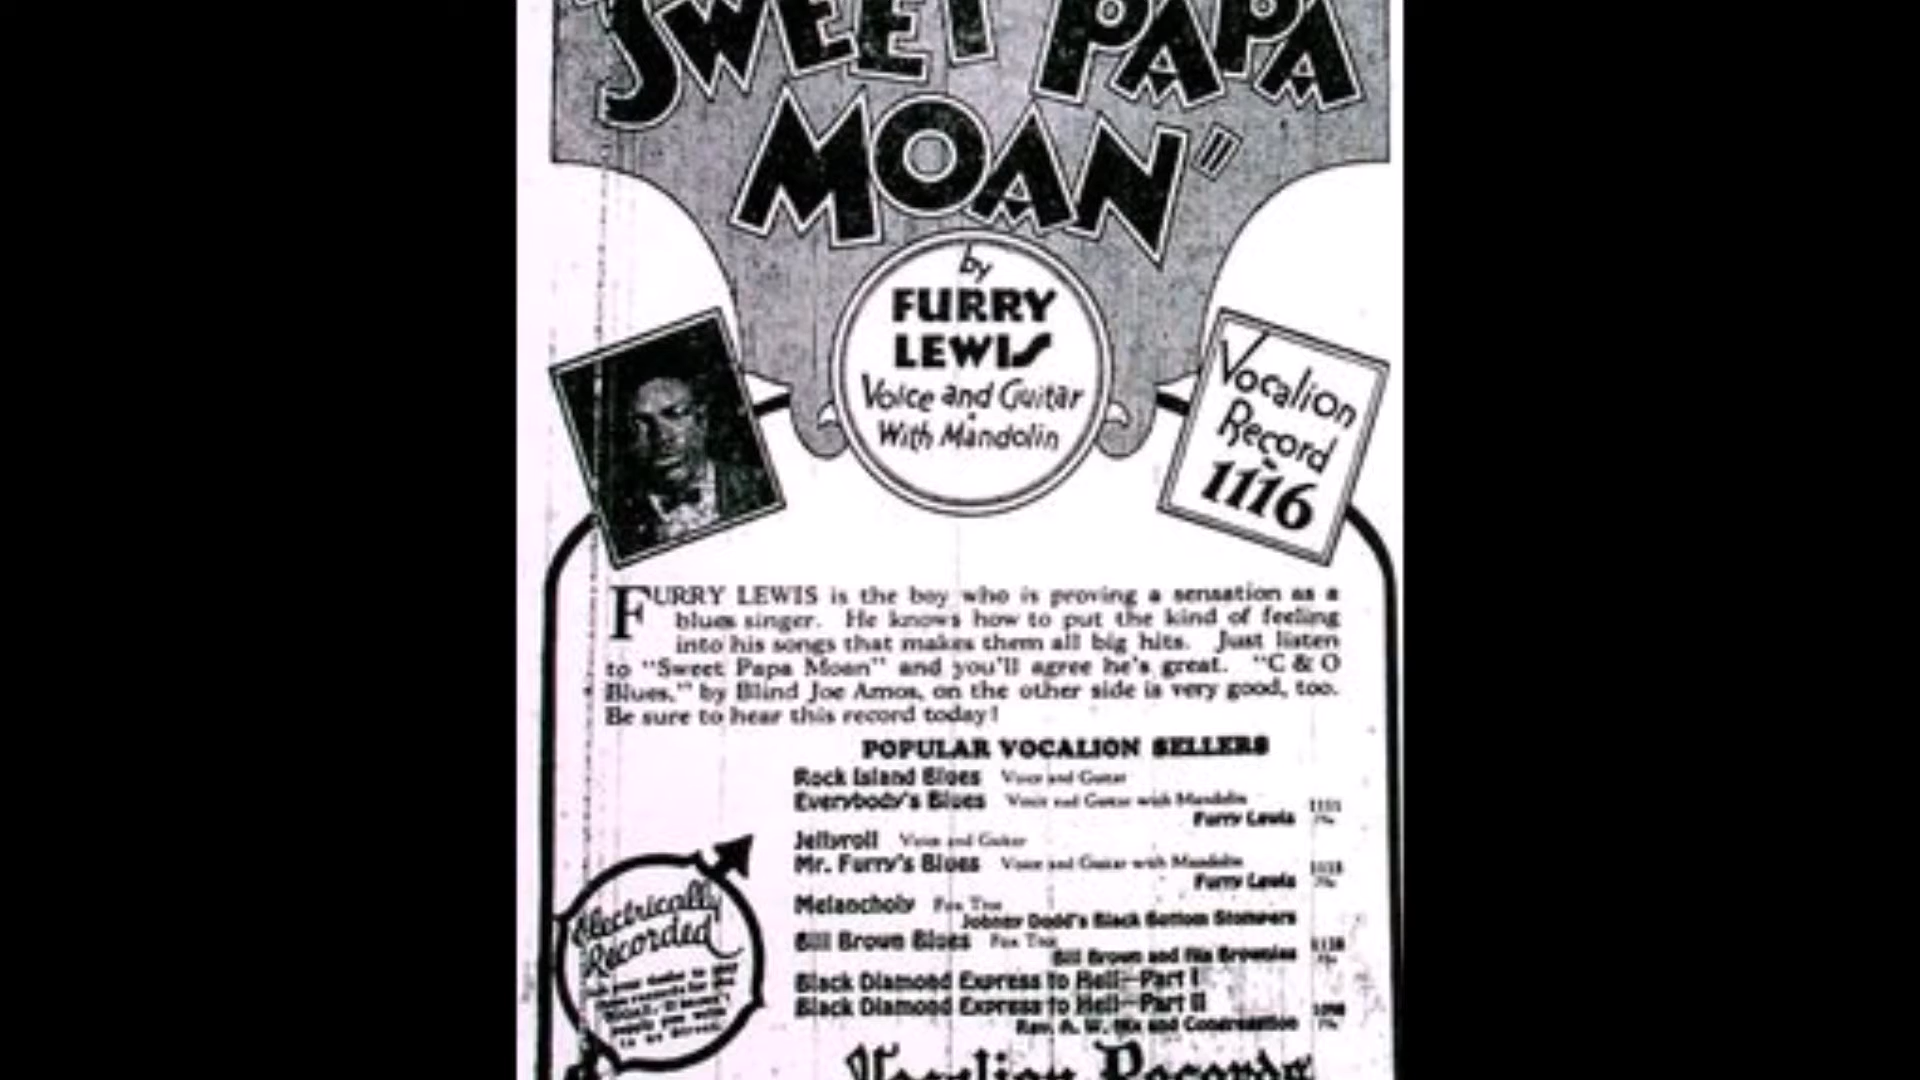 "SWEET PAPA
MOAN"
by
FURRY
LEWIS
Voice and Guitar
With Mandolin
Vocalion
Record
1116
FURRY LEWIS is the boy who is proving a sensation as a
blues singer. He knows how to put the kind of feeling
into his songs that makes them all big hits. Just listen
to "Sweet Papa Moan" and you'll agree he's great. "C & O
Blues," by Blind Joe Amos, on the other side is very good, too.
Be sure to hear this record today!
POPULAR VOCALION SELLERS
Rock Island Blues Voice and Guitar
Everybody's Blues Voice and Guitar with Mandolin
Furry Lewis
Jellyroll Voice and Guitar
Mr. Furry's Blues Voice and Guitar with Mandolin
Furry Lewis
Melancholy Fox Trot
Johnny Dodd's Black Bottom Stompers
Bill Brown Blues Fox Trot
Bill Brown and His Brownies
Black Diamond Express to Hell—Part I
Black Diamond Express to Hell—Part II
Rev. A. W. Nix and Congregation
Electrically
Recorded
Vocalion Records